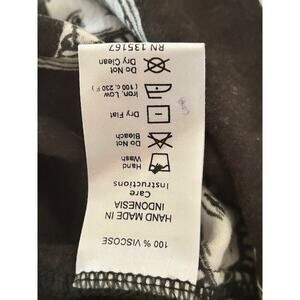 100 % VISCOSE
HAND MADE IN
INDONESIA
Care
Instructions
Hand
Wash
Do Not
Bleach
Dry Flat
Iron, Low
(100 c, 230 F)
Do Not
Dry Clean
RN 135167